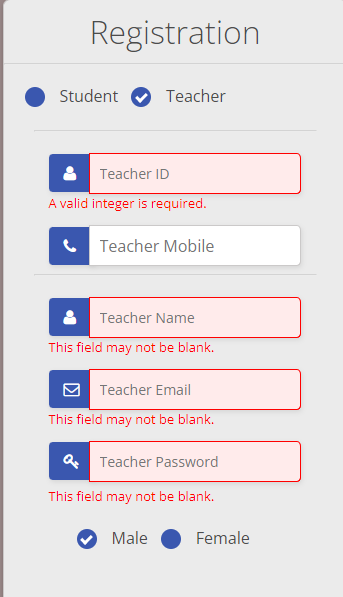 Registration
Student Teacher
Teacher ID
A valid integer is required.
Teacher Mobile
Teacher Name
This field may not be blank.
Teacher Email
This field may not be blank.
Teacher Password
This field may not be blank.
Male Female